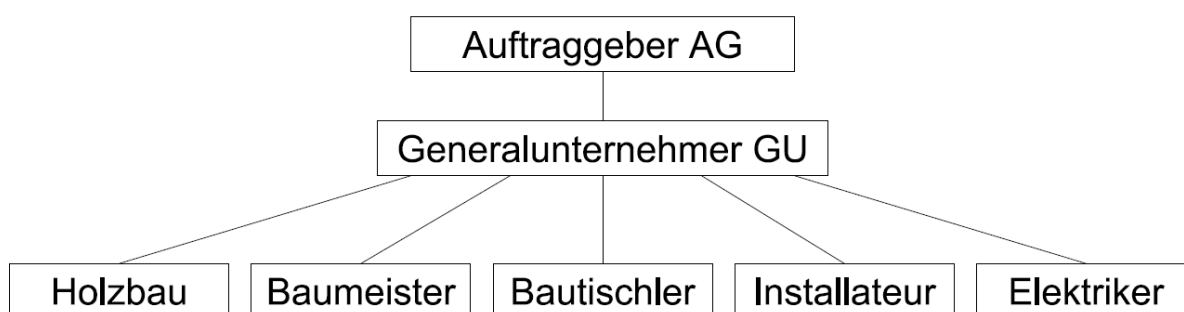 Auftraggeber AG
Generalunternehmer GU
Holzbau
Baumeister
Bautischler
Installateur
Elektriker